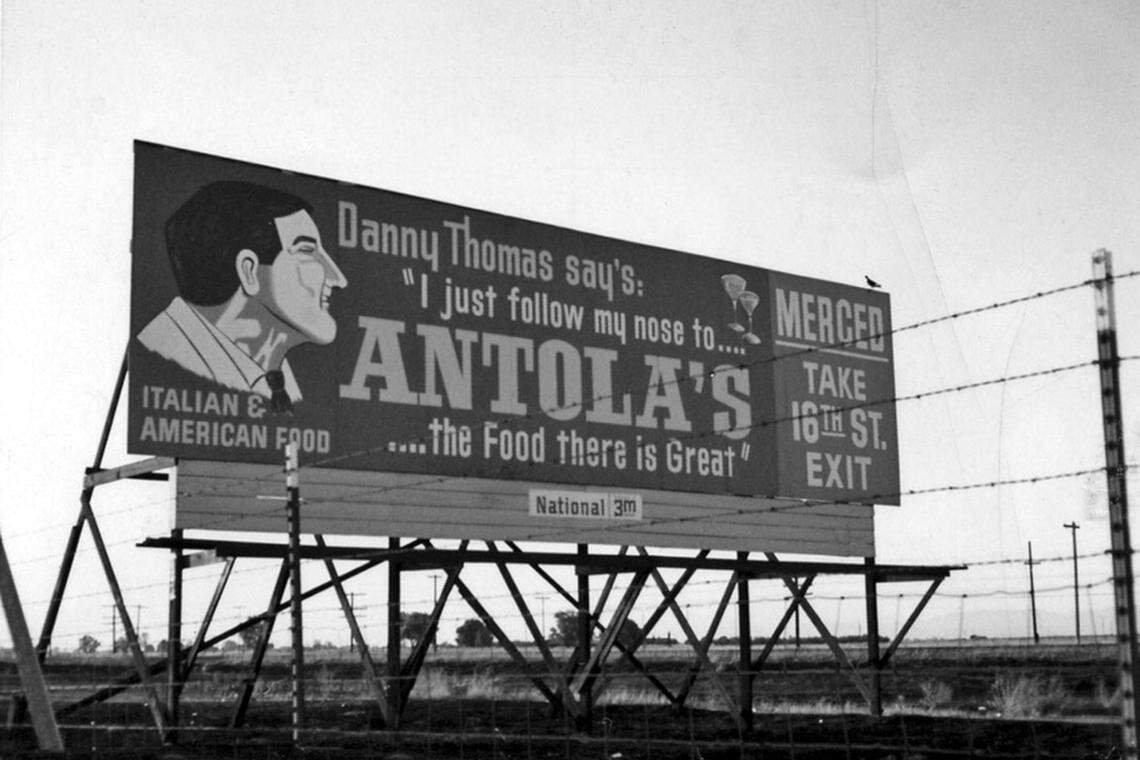 Danny Thomas say's:
"I just follow my nose to....
ANTOLA'S
....the Food there is Great"
ITALIAN &
AMERICAN FOOD
MERCED
TAKE
16TH ST.
EXIT
National 3m